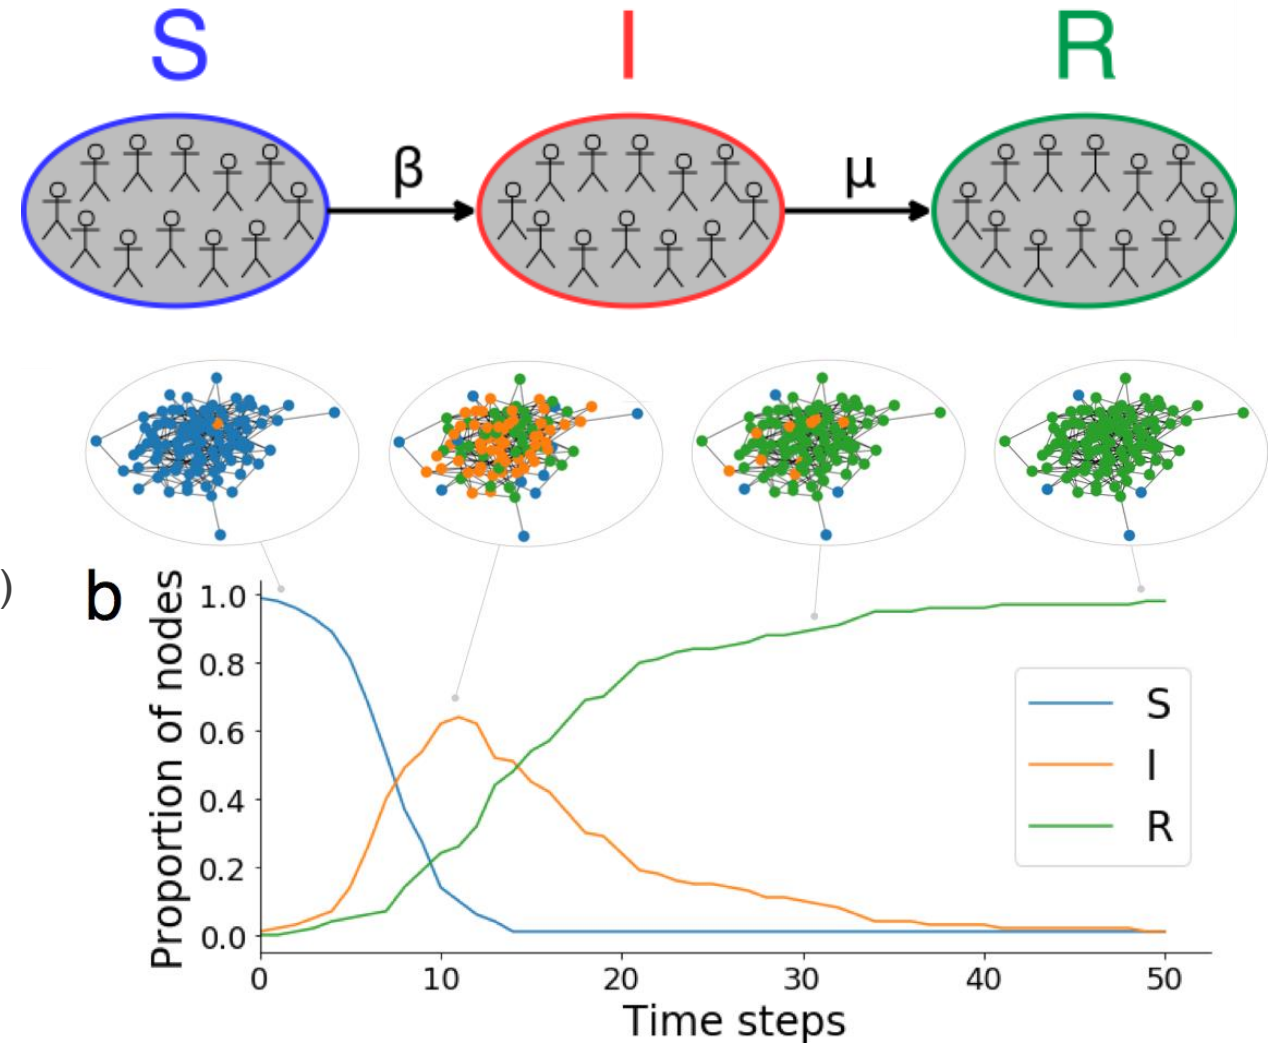 S I R
β μ
)
b
Proportion of nodes
1.0
0.8
0.6
0.4
0.2
0.0
S
I
R
0 10 20 30 40 50
Time steps